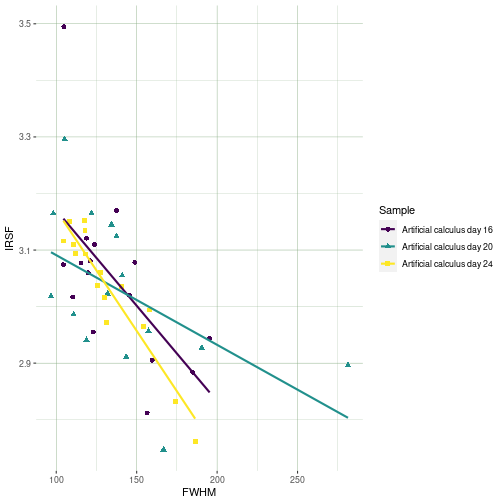 3.5
3.3
3.1
2.9
IRSF
100
150
200
250
FWHM
Sample
Artificial calculus day 16
Artificial calculus day 20
Artificial calculus day 24